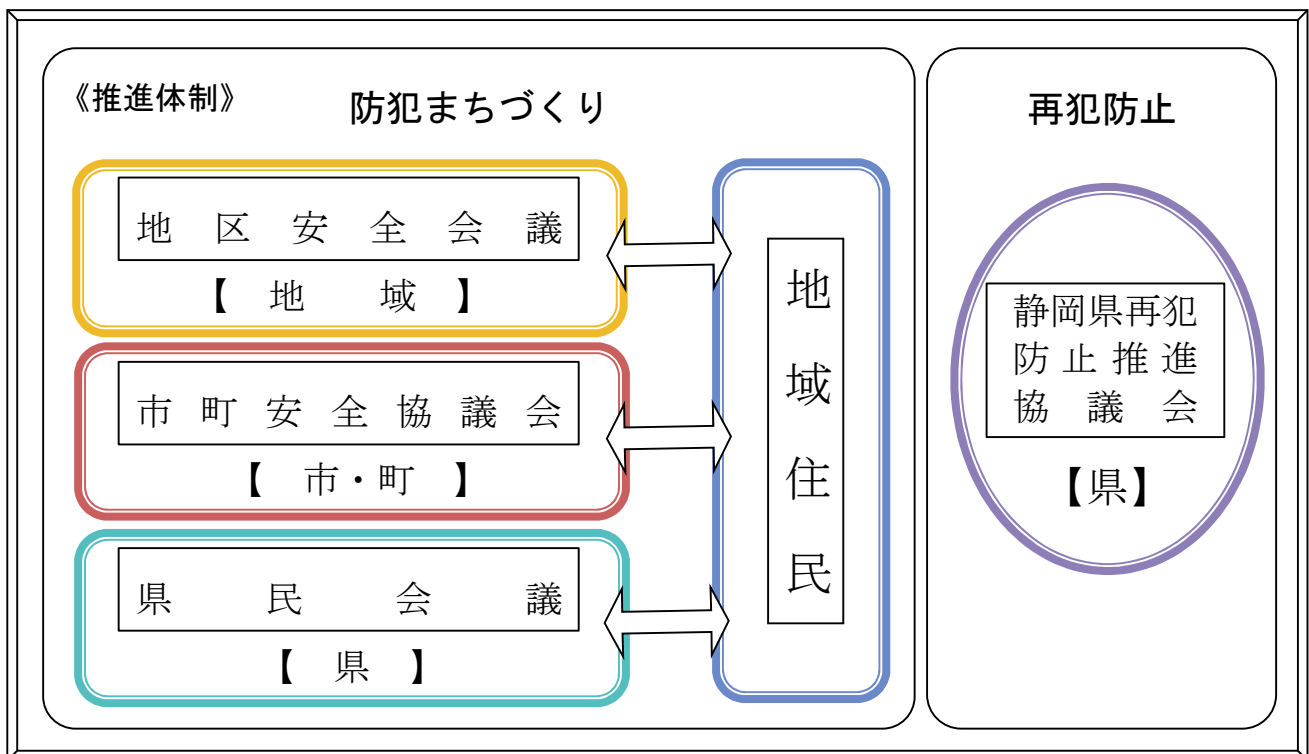 《推進体制》
防犯まちづくり
地区安全会議
【 地 域 】
市町安全協議会
【 市・町 】
県民会議
【 県 】
地域住民
再犯防止
静岡県再犯
防止推進
協議会
【県】